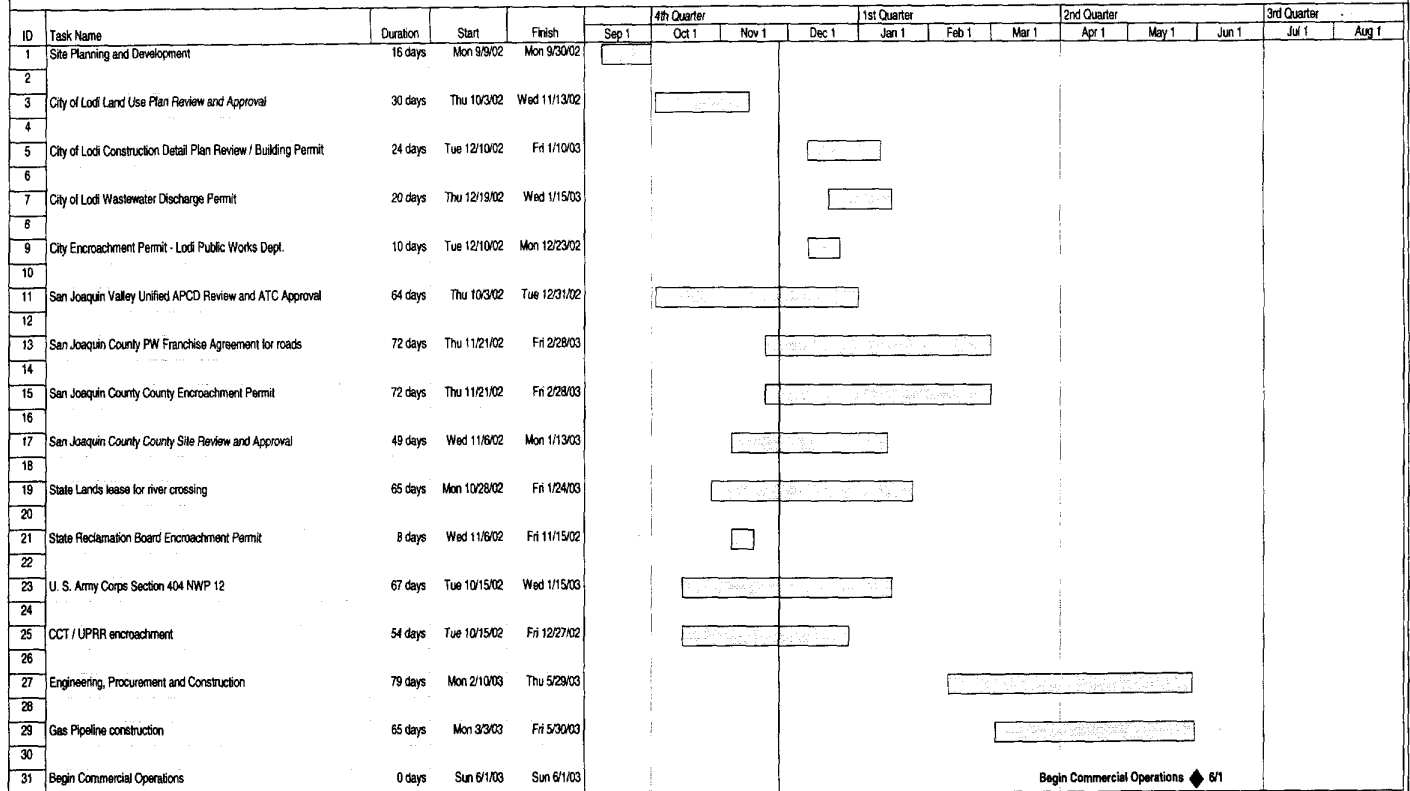 4th Quarter 1st Quarter 2nd Quarter 3rd Quarter
ID Task Name Duration Start Finish Sep 1 Oct 1 Nov 1 Dec 1 Jan 1 Feb 1 Mar 1 Apr 1 May 1 Jun 1 Jul 1 Aug 1
1 Site Planning and Development 16 days Mon 9/9/02 Mon 9/30/02
2
3 City of Lodi Land Use Plan Review and Approval 30 days Thu 10/3/02 Wed 11/13/02
4
5 City of Lodi Construction Detail Plan Review / Building Permit 24 days Tue 12/10/02 Fri 1/10/03
6
7 City of Lodi Wastewater Discharge Permit 20 days Thu 12/19/02 Wed 1/15/03
8
9 City Encroachment Permit - Lodi Public Works Dept. 10 days Tue 12/10/02 Mon 12/23/02
10
11 San Joaquin Valley Unified APCD Review and ATC Approval 64 days Thu 10/3/02 Tue 12/31/02
12
13 San Joaquin County PW Franchise Agreement for roads 72 days Thu 11/21/02 Fri 2/28/03
14
15 San Joaquin County County Encroachment Permit 72 days Thu 11/21/02 Fri 2/28/03
16
17 San Joaquin County County Site Review and Approval 49 days Wed 11/6/02 Mon 1/13/03
18
19 State Lands lease for river crossing 65 days Mon 10/28/02 Fri 1/24/03
20
21 State Reclamation Board Encroachment Permit 8 days Wed 11/6/02 Fri 11/15/02
22
23 U. S. Army Corps Section 404 NWP 12 67 days Tue 10/15/02 Wed 1/15/03
24
25 CCT / UPRR encroachment 54 days Tue 10/15/02 Fri 12/27/02
26
27 Engineering, Procurement and Construction 79 days Mon 2/10/03 Thu 5/29/03
28
29 Gas Pipeline construction 65 days Mon 3/3/03 Fri 5/30/03
30
31 Begin Commercial Operations 0 days Sun 6/1/03 Sun 6/1/03 Begin Commercial Operations 6/1